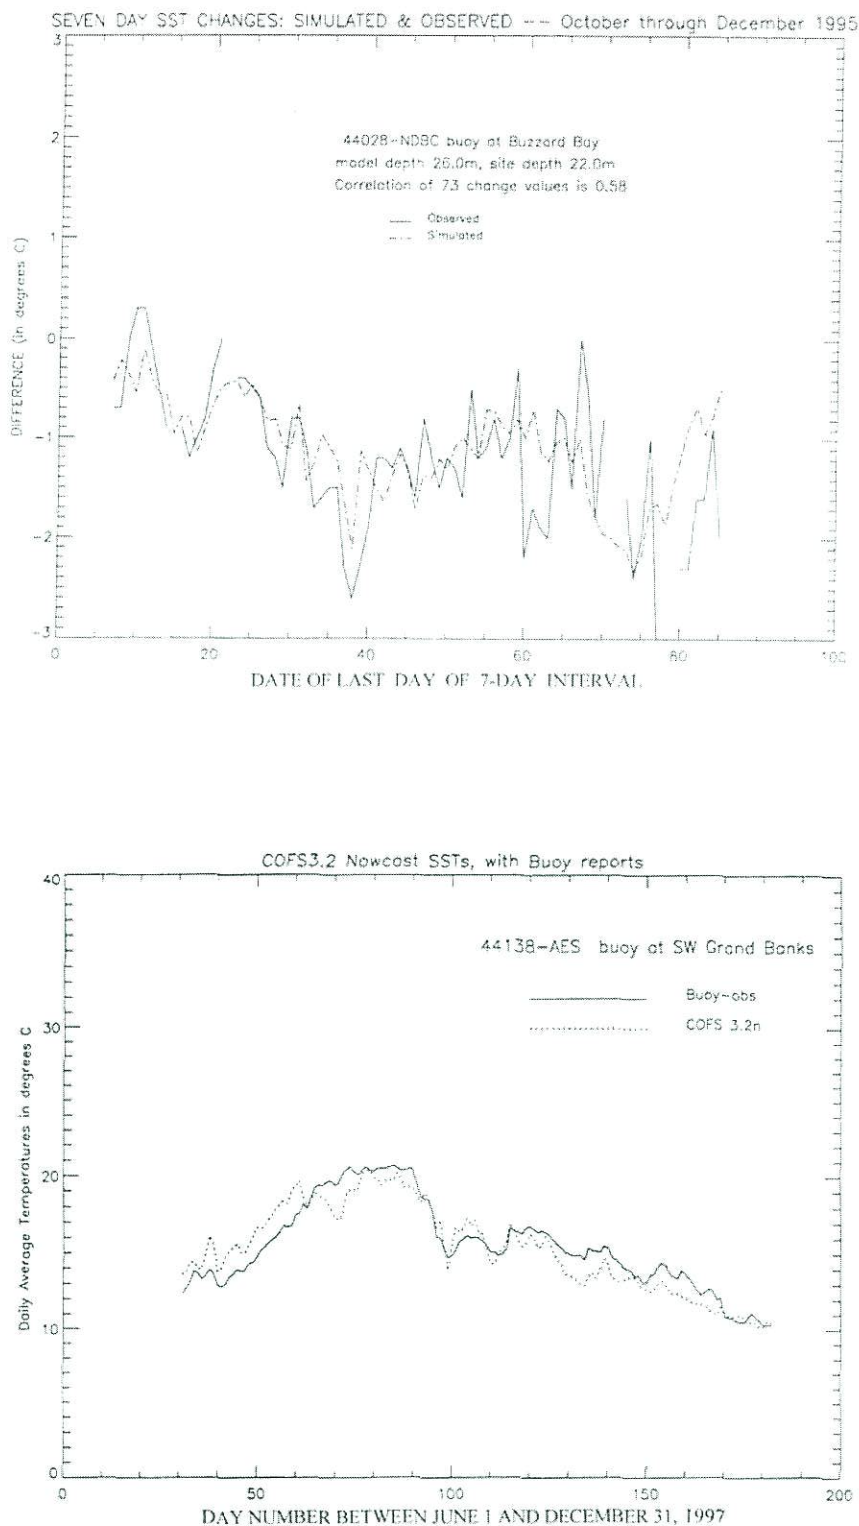 SEVEN DAY SST CHANGES: SIMULATED & OBSERVED -- October through December 1995
3
2
1
0
-1
-2
-3
DIFFERENCE (in degrees C)
44028-NDBC buoy at Buzzard Bay
model depth 26.0m, site depth 22.0m
Correlation of 73 change values is 0.58
Observed
Simulated
0 20 40 60 80 100
DATE OF LAST DAY OF 7-DAY INTERVAL
COFS3.2 Nowcast SSTs, with Buoy reports
40
30
20
10
0
Daily Average Temperatures in degrees C
44138-AES buoy at SW Grand Banks
Buoy-obs
COFS 3.2n
0 50 100 150 200
DAY NUMBER BETWEEN JUNE 1 AND DECEMBER 31, 1997